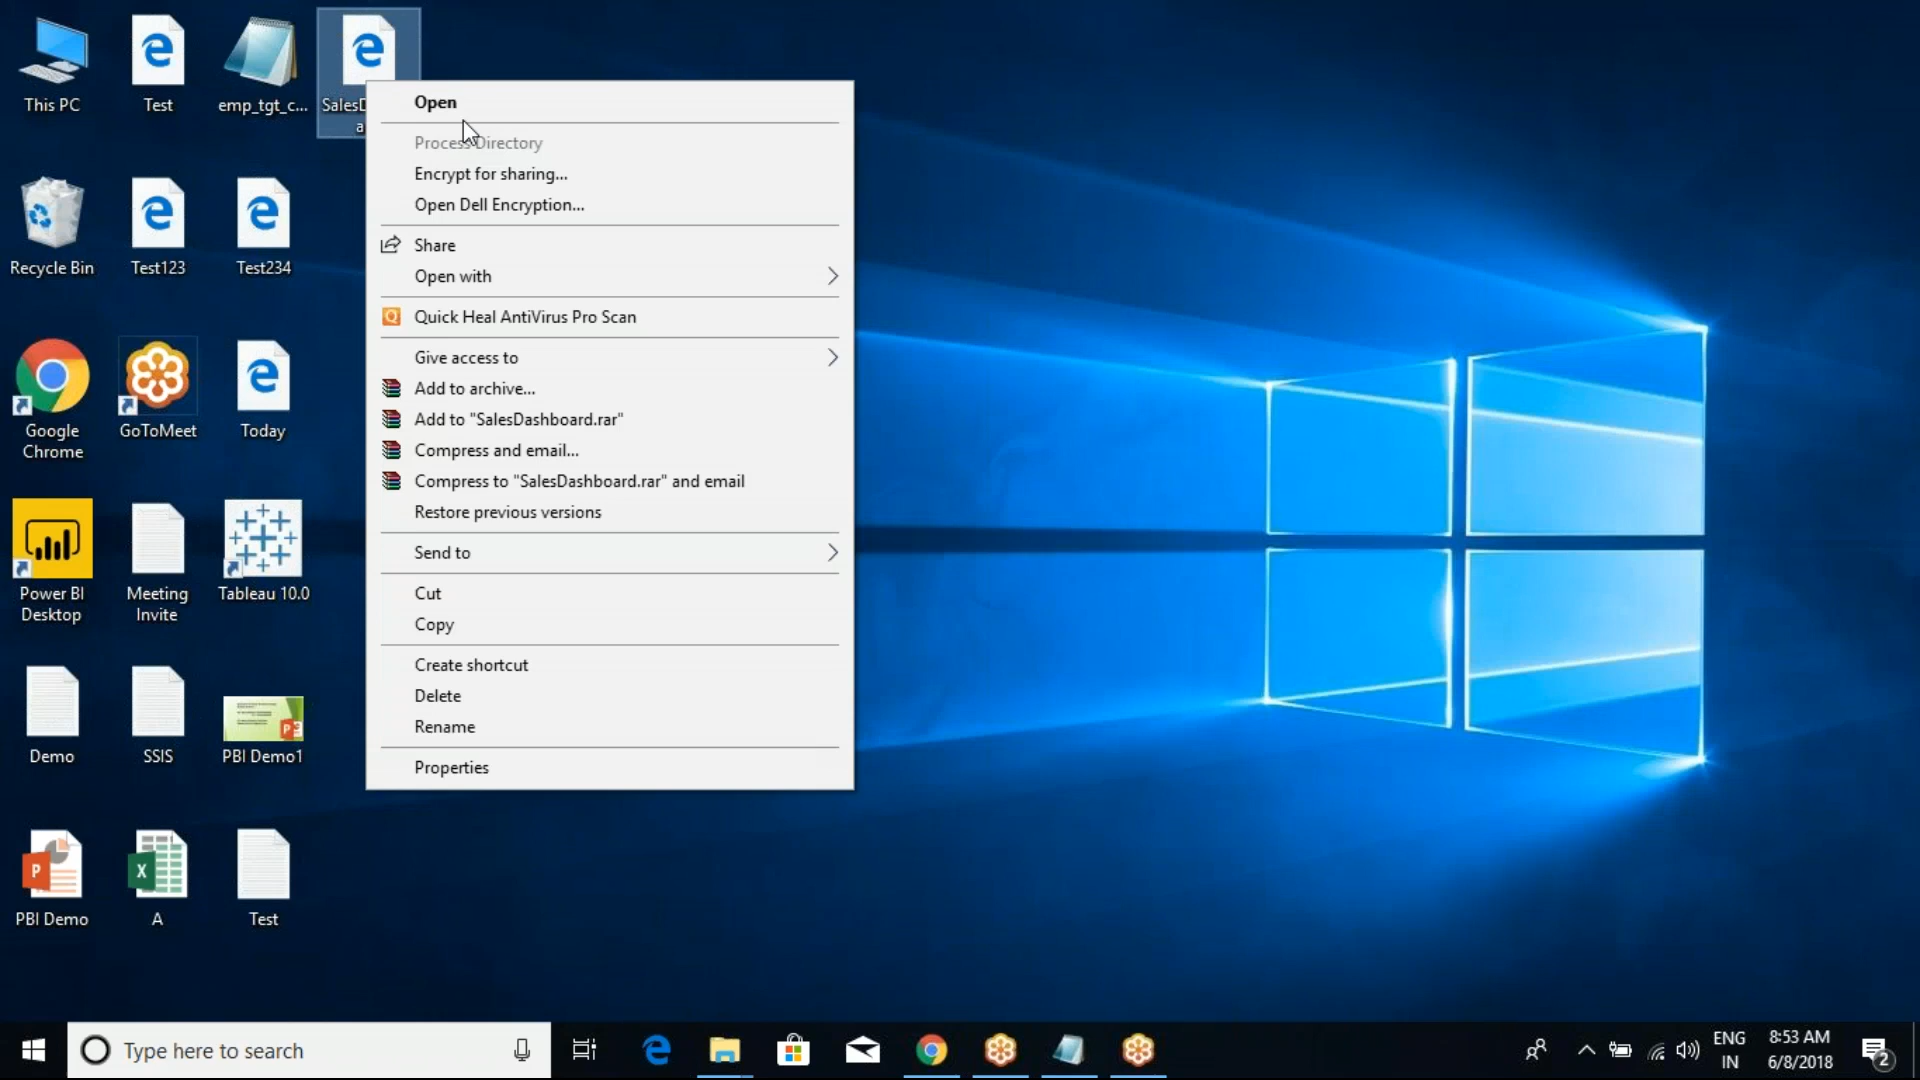 This PC
Test
emp_tgt_c...
Recycle Bin
Test123
Test234
Google
Chrome
GoToMeet
Today
Power BI
Desktop
Meeting
Invite
Tableau 10.0
Demo
SSIS
PBI Demo1
PBI Demo
A
Test
Open
Process Directory
Encrypt for sharing...
Open Dell Encryption...
Share
Open with
Quick Heal AntiVirus Pro Scan
Give access to
Add to archive...
Add to "SalesDashboard.rar"
Compress and email...
Compress to "SalesDashboard.rar" and email
Restore previous versions
Send to
Cut
Copy
Create shortcut
Delete
Rename
Properties
Type here to search
ENG
IN
8:53 AM
6/8/2018
2